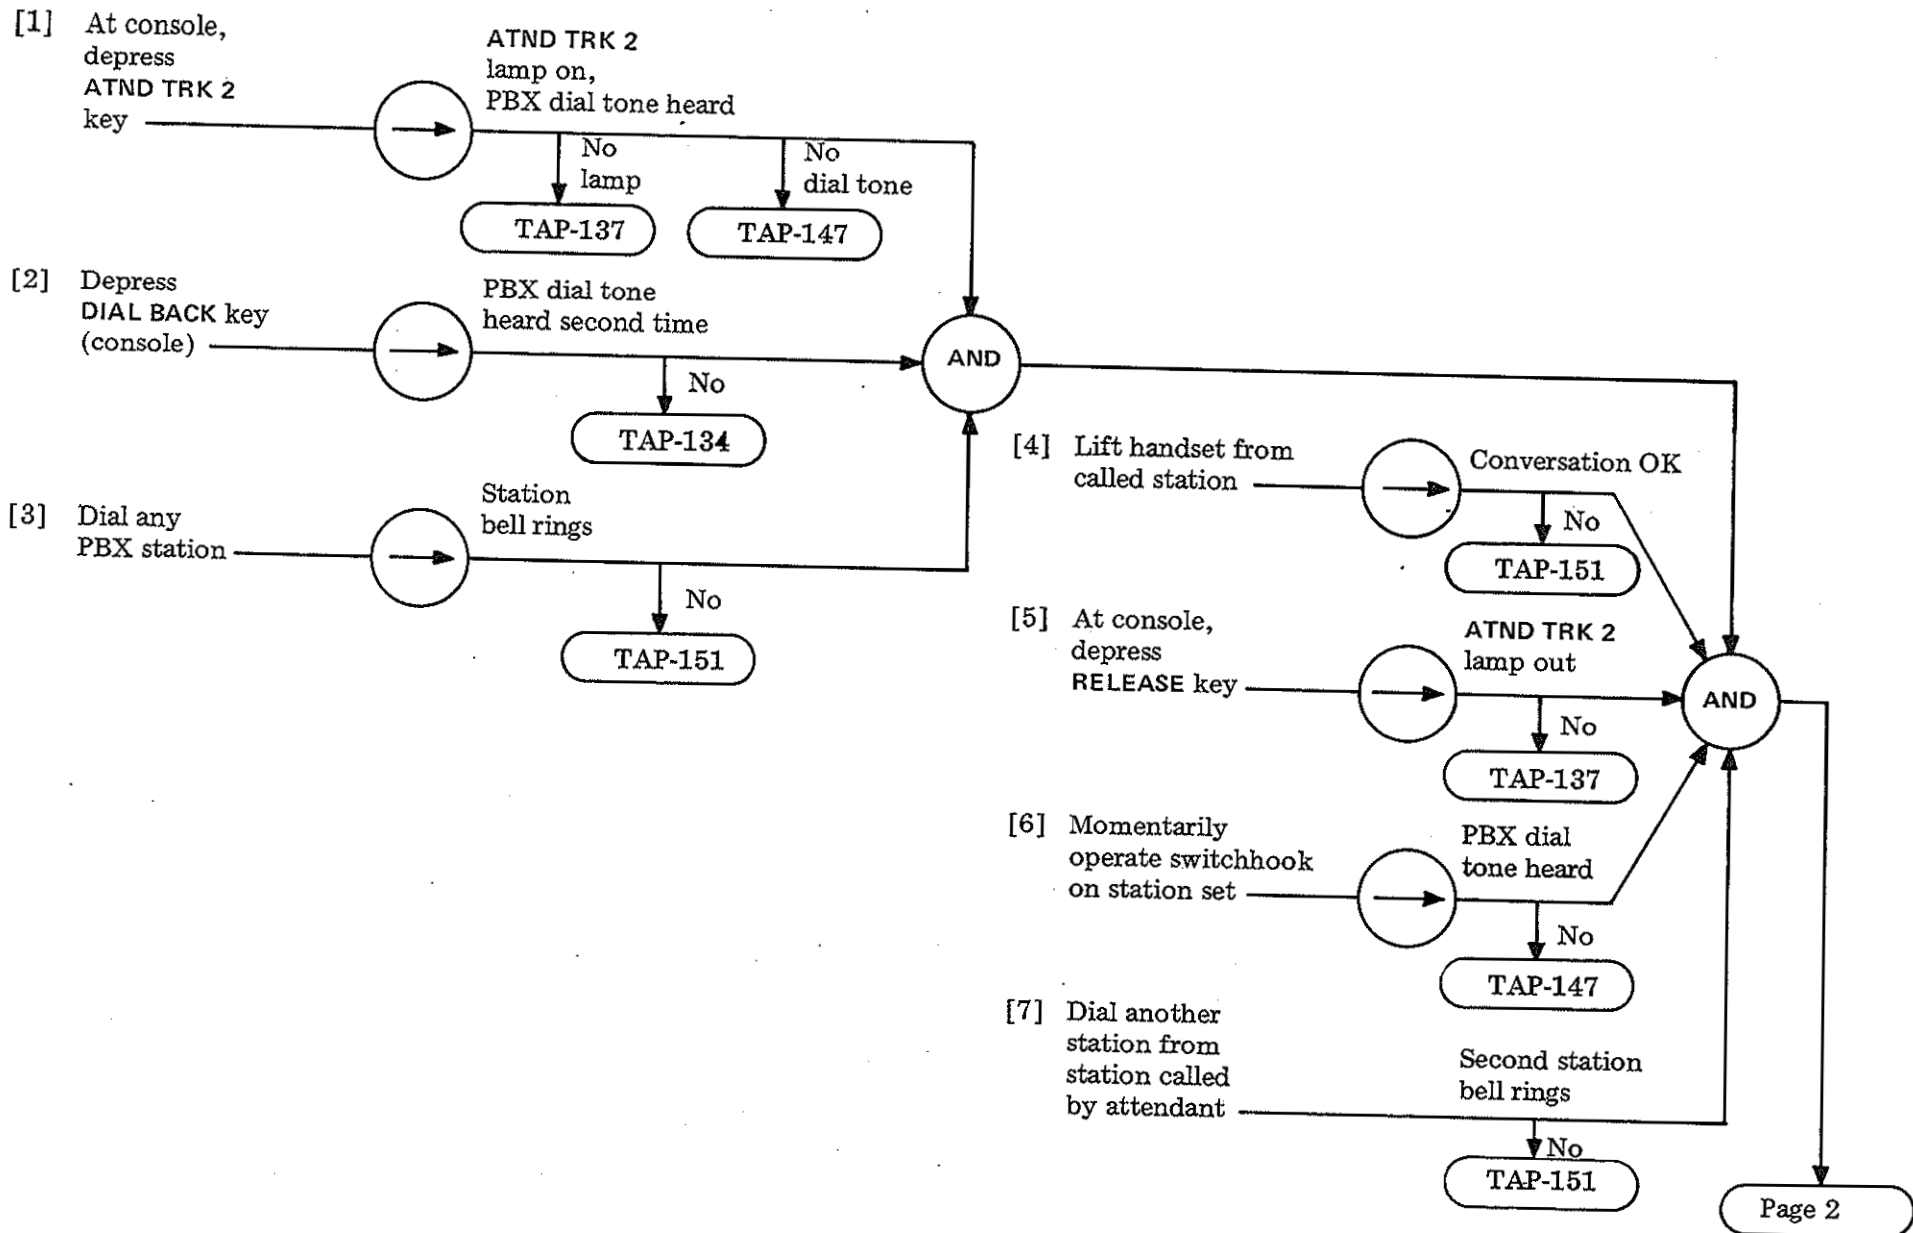 [1] At console,
depress
ATND TRK 2
key
ATND TRK 2
lamp on,
PBX dial tone heard
No
lamp
No
dial tone
TAP-137
TAP-147
[2] Depress
DIAL BACK key
(console)
PBX dial tone
heard second time
No
TAP-134
AND
[3] Dial any
PBX station
Station
bell rings
No
TAP-151
[4] Lift handset from
called station
Conversation OK
No
TAP-151
[5] At console,
depress
RELEASE key
ATND TRK 2
lamp out
No
TAP-137
AND
[6] Momentarily
operate switchhook
on station set
PBX dial
tone heard
No
TAP-147
[7] Dial another
station from
station called
by attendant
Second station
bell rings
No
TAP-151
Page 2